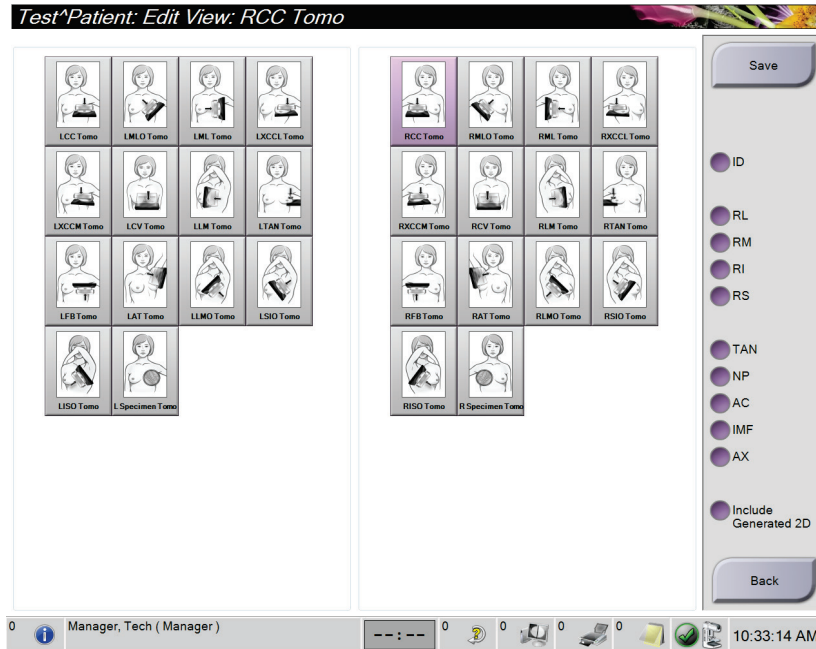 Test^Patient: Edit View: RCC Tomo
LCC Tomo LMLO Tomo LML Tomo LXCCL Tomo
LXCCM Tomo LCV Tomo LLM Tomo LTAN Tomo
LFB Tomo LAT Tomo LLMO Tomo LSIO Tomo
LISO Tomo L Specimen Tomo
RCC Tomo RMLO Tomo RML Tomo RXCCL Tomo
RXCCM Tomo RCV Tomo RLM Tomo RTAN Tomo
RFB Tomo RAT Tomo RLMO Tomo RSIO Tomo
RISO Tomo R Specimen Tomo
Save
ID
RL
RM
RI
RS
TAN
NP
AC
IMF
AX
Include
Generated 2D
Back
0 Manager, Tech ( Manager ) --:-- 0 0 0 0 10:33:14 AM